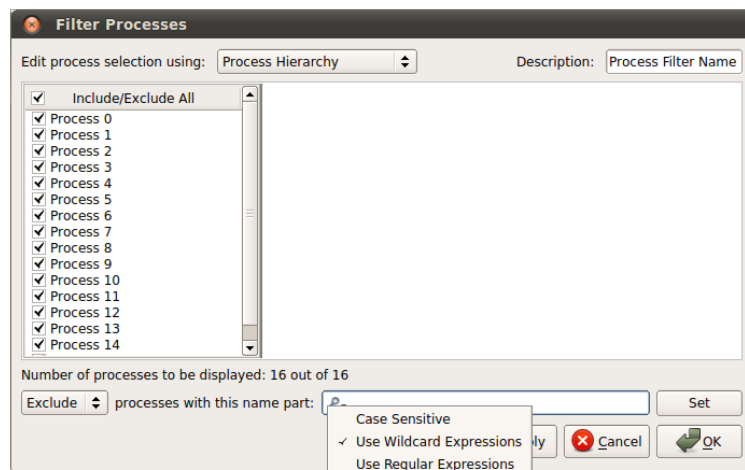 Filter Processes
Edit process selection using: Process Hierarchy Description: Process Filter Name
Include/Exclude All
Process 0
Process 1
Process 2
Process 3
Process 4
Process 5
Process 6
Process 7
Process 8
Process 9
Process 10
Process 11
Process 12
Process 13
Process 14
Number of processes to be displayed: 16 out of 16
Exclude processes with this name part: Set
Case Sensitive
Use Wildcard Expressions ly Cancel OK
Use Regular Expressions